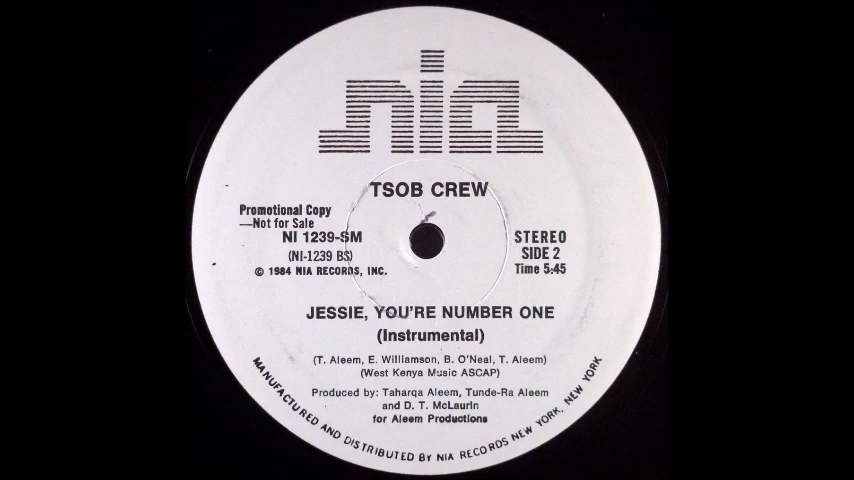 nia
TSOB CREW
Promotional Copy
—Not for Sale
NI 1239-SM
(NI-1239 BS)
© 1984 NIA RECORDS, INC.
STEREO
SIDE 2
Time 5:45
JESSIE, YOU'RE NUMBER ONE
(Instrumental)
(T. Aleem, E. Williamson, B. O'Neal, T. Aleem)
(West Kenya Music ASCAP)
Produced by: Taharqa Aleem, Tunde-Ra Aleem
and D. T. McLaurin
for Aleem Productions
MANUFACTURED AND DISTRIBUTED BY NIA RECORDS NEW YORK, NEW YORK